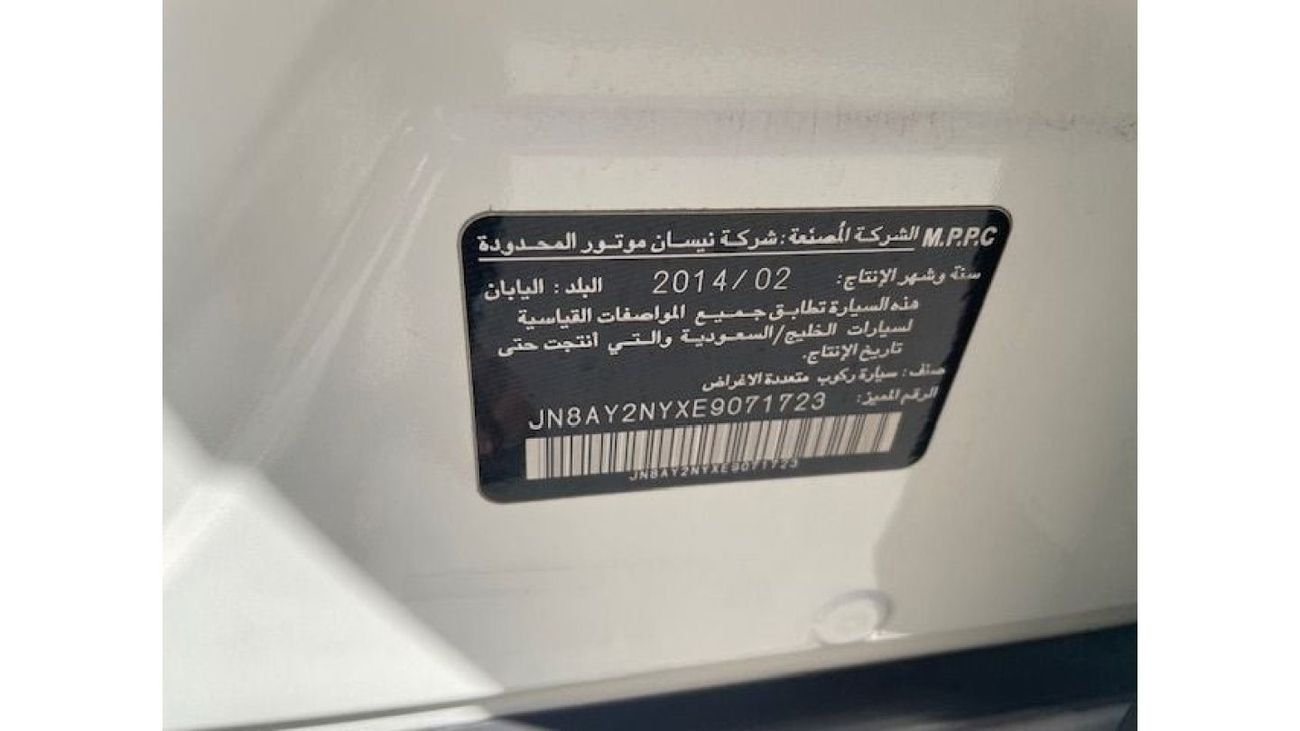 M.P.P.C الشركة المصنعة : شركة نيسان موتور المحدودة
سنة وشهر الإنتاج: 2014/02 البلد : اليابان
هذه السيارة تطابق جميع المواصفات القياسية
لسيارات الخليج/السعودية والتي أنتجت حتى
تاريخ الإنتاج.
صنف : سيارة ركوب متعددة الاغراض
الرقم المميز: JN8AY2NYXE9071723
JN8AY2NYXE9071723